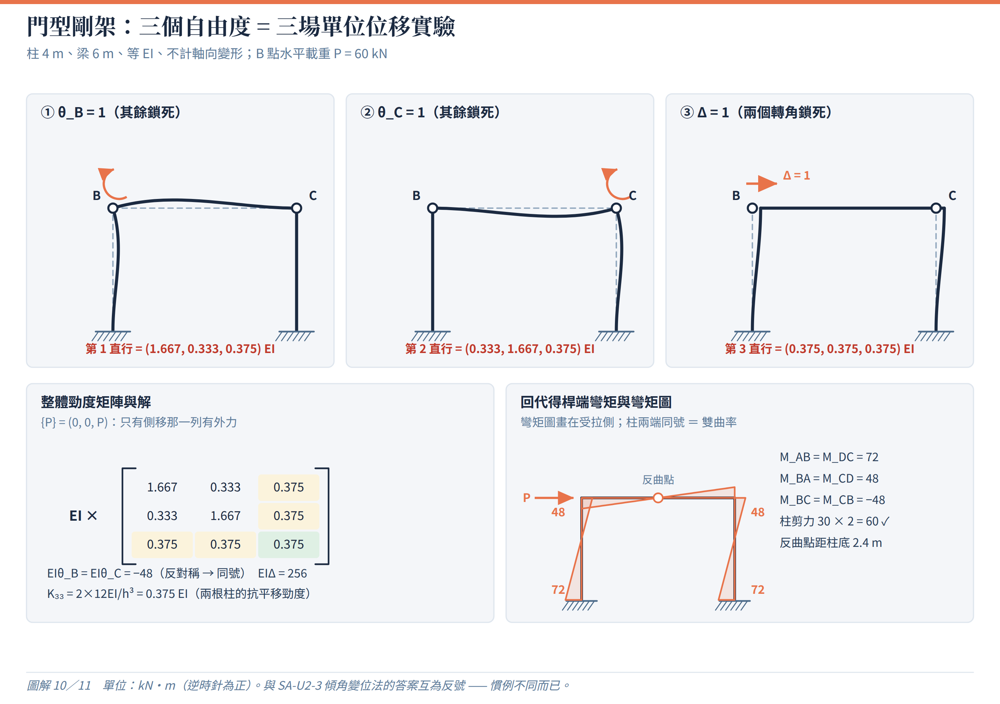 門型剛架：三個自由度 = 三場單位位移實驗
柱 4 m、梁 6 m、等 EI、不計軸向變形；B 點水平載重 P = 60 kN
① θ_B = 1（其餘鎖死）
B
C
第 1 直行 = (1.667, 0.333, 0.375) EI
② θ_C = 1（其餘鎖死）
B
C
第 2 直行 = (0.333, 1.667, 0.375) EI
③ Δ = 1（兩個轉角鎖死）
Δ = 1
B
C
第 3 直行 = (0.375, 0.375, 0.375) EI
整體勁度矩陣與解
{P} = (0, 0, P)：只有側移那一列有外力
EI ×
1.667 0.333 0.375
0.333 1.667 0.375
0.375 0.375 0.375
EIθ_B = EIθ_C = −48（反對稱 → 同號） EIΔ = 256
K₃₃ = 2×12EI/h³ = 0.375 EI（兩根柱的抗平移勁度）
回代得桿端彎矩與彎矩圖
彎矩圖畫在受拉側；柱兩端同號 ＝ 雙曲率
反曲點
P
48
48
72
72
M_AB = M_DC = 72
M_BA = M_CD = 48
M_BC = M_CB = −48
柱剪力 30 × 2 = 60 ✓
反曲點距柱底 2.4 m
圖解 10／11　單位：kN・m（逆時針為正）。與 SA-U2-3 傾角變位法的答案互為反號 —— 慣例不同而已。